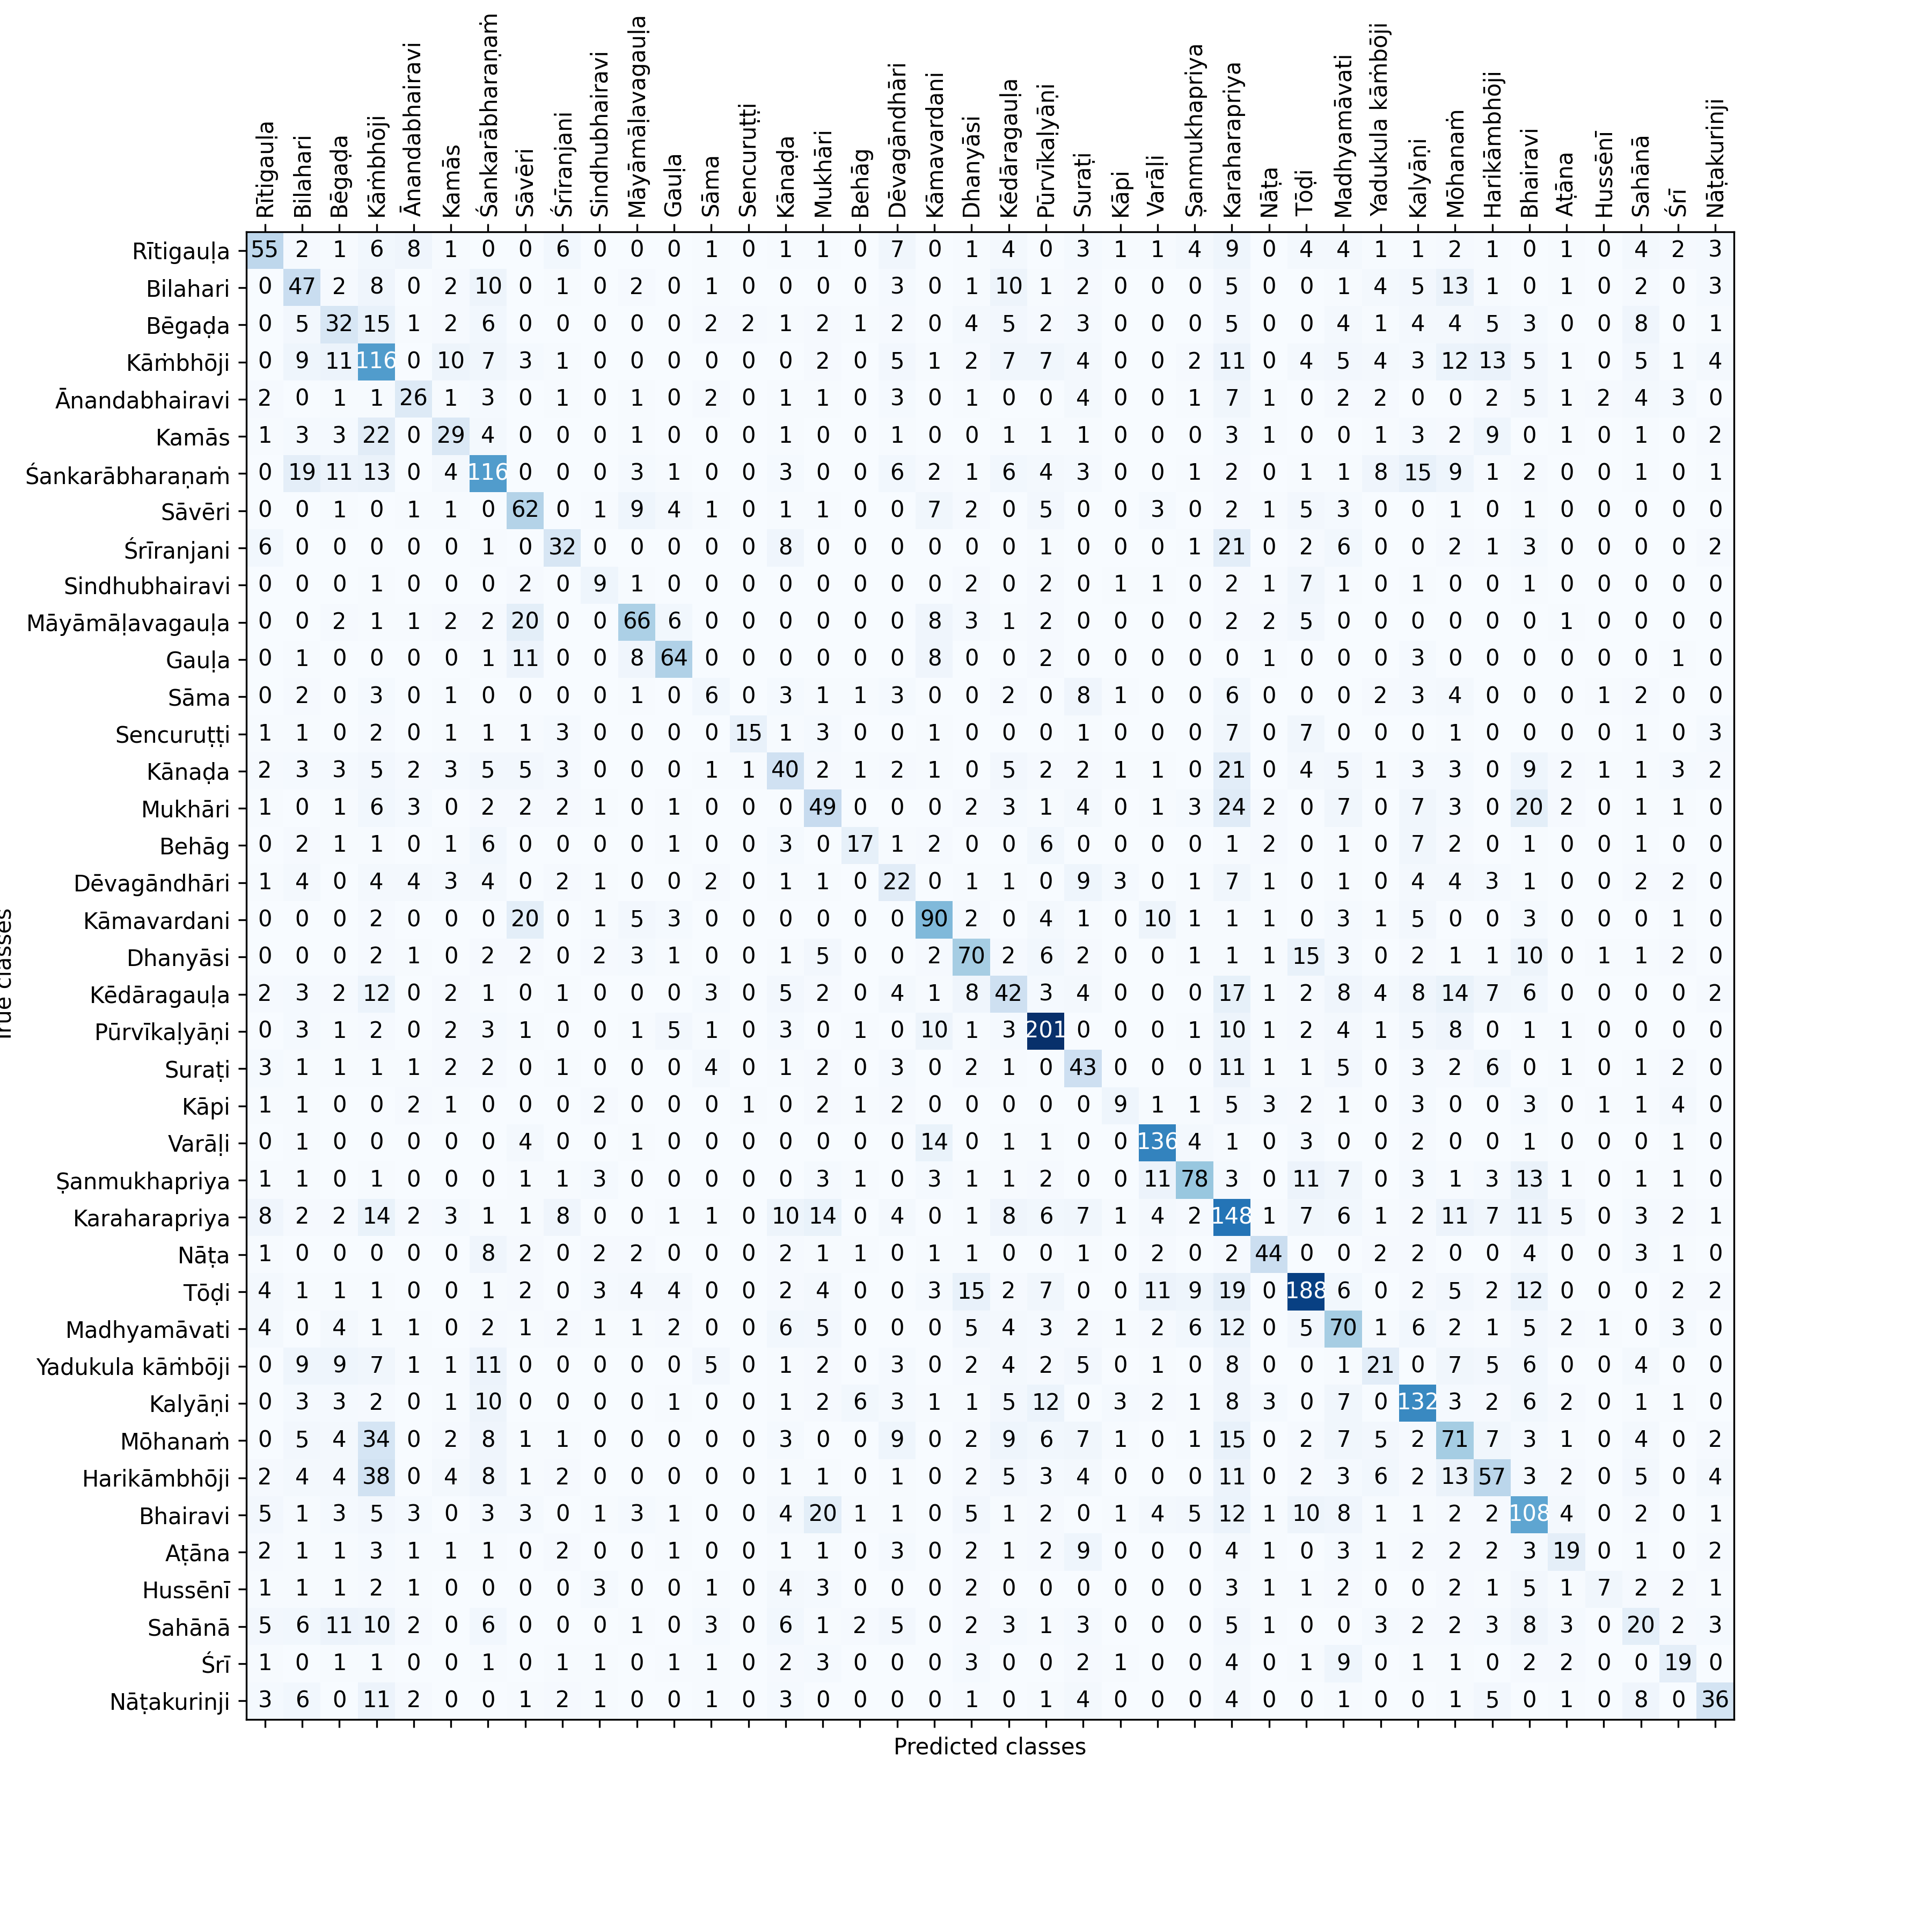 Rītigauḷa Bilahari Bēgaḍa Kāṁbhōji Ānandabhairavi Kamās Śankarābharaṇaṁ Sāvēri Śrīranjani Sindhubhairavi Māyāmāḷavagauḷa Gauḷa Sāma Sencuruṭṭi Kānaḍa Mukhāri Behāg Dēvagāndhāri Kāmavardani Dhanyāsi Kēdāragauḷa Pūrvīkaḷyāṇi Suraṭi Kāpi Varāḷi Ṣanmukhapriya Karaharapriya Nāṭa Tōḍi Madhyamāvati Yadukula kāṁbōji Kalyāṇi Mōhanaṁ Harikāmbhōji Bhairavi Aṭāna Hussēnī Sahānā Śrī Nāṭakurinji
Rītigauḷa 55 2 1 6 8 1 0 0 6 0 0 0 1 0 1 1 0 7 0 1 4 0 3 1 1 4 9 0 4 4 1 1 2 1 0 1 0 4 2 3
Bilahari 0 47 2 8 0 2 10 0 1 0 2 0 1 0 0 0 0 3 0 1 10 1 2 0 0 0 5 0 0 1 4 5 13 1 0 1 0 2 0 3
Bēgaḍa 0 5 32 15 1 2 6 0 0 0 0 0 2 2 1 2 1 2 0 4 5 2 3 0 0 0 5 0 0 4 1 4 4 5 3 0 0 8 0 1
Kāṁbhōji 0 9 11 116 0 10 7 3 1 0 0 0 0 0 0 2 0 5 1 2 7 7 4 0 0 2 11 0 4 5 4 3 12 13 5 1 0 5 1 4
Ānandabhairavi 2 0 1 1 26 1 3 0 1 0 1 0 2 0 1 1 0 3 0 1 0 0 4 0 0 1 7 1 0 2 2 0 0 2 5 1 2 4 3 0
Kamās 1 3 3 22 0 29 4 0 0 0 1 0 0 0 1 0 0 1 0 0 1 1 1 0 0 0 3 1 0 0 1 3 2 9 0 1 0 1 0 2
Śankarābharaṇaṁ 0 19 11 13 0 4 116 0 0 0 3 1 0 0 3 0 0 6 2 1 6 4 3 0 0 1 2 0 1 1 8 15 9 1 2 0 0 1 0 1
Sāvēri 0 0 1 0 1 1 0 62 0 1 9 4 1 0 1 1 0 0 7 2 0 5 0 0 3 0 2 1 5 3 0 0 1 0 1 0 0 0 0 0
Śrīranjani 6 0 0 0 0 0 1 0 32 0 0 0 0 0 8 0 0 0 0 0 0 1 0 0 0 1 21 0 2 6 0 0 2 1 3 0 0 0 0 2
Sindhubhairavi 0 0 0 1 0 0 0 2 0 9 1 0 0 0 0 0 0 0 0 2 0 2 0 1 1 0 2 1 7 1 0 1 0 0 1 0 0 0 0 0
Māyāmāḷavagauḷa 0 0 2 1 1 2 2 20 0 0 66 6 0 0 0 0 0 0 8 3 1 2 0 0 0 0 2 2 5 0 0 0 0 0 0 1 0 0 0 0
Gauḷa 0 1 0 0 0 0 1 11 0 0 8 64 0 0 0 0 0 0 8 0 0 2 0 0 0 0 0 1 0 0 0 3 0 0 0 0 0 0 1 0
Sāma 0 2 0 3 0 1 0 0 0 0 1 0 6 0 3 1 1 3 0 0 2 0 8 1 0 0 6 0 0 0 2 3 4 0 0 0 1 2 0 0
Sencuruṭṭi 1 1 0 2 0 1 1 1 3 0 0 0 0 15 1 3 0 0 1 0 0 0 1 0 0 0 7 0 7 0 0 0 1 0 0 0 0 1 0 3
Kānaḍa 2 3 3 5 2 3 5 5 3 0 0 0 1 1 40 2 1 2 1 0 5 2 2 1 1 0 21 0 4 5 1 3 3 0 9 2 1 1 3 2
Mukhāri 1 0 1 6 3 0 2 2 2 1 0 1 0 0 0 49 0 0 0 2 3 1 4 0 1 3 24 2 0 7 0 7 3 0 20 2 0 1 1 0
Behāg 0 2 1 1 0 1 6 0 0 0 0 1 0 0 3 0 17 1 2 0 0 6 0 0 0 0 1 2 0 1 0 7 2 0 1 0 0 1 0 0
Dēvagāndhāri 1 4 0 4 4 3 4 0 2 1 0 0 2 0 1 1 0 22 0 1 1 0 9 3 0 1 7 1 0 1 0 4 4 3 1 0 0 2 2 0
Kāmavardani 0 0 0 2 0 0 0 20 0 1 5 3 0 0 0 0 0 0 90 2 0 4 1 0 10 1 1 1 0 3 1 5 0 0 3 0 0 0 1 0
Dhanyāsi 0 0 0 2 1 0 2 2 0 2 3 1 0 0 1 5 0 0 2 70 2 6 2 0 0 1 1 1 15 3 0 2 1 1 10 0 1 1 2 0
Kēdāragauḷa 2 3 2 12 0 2 1 0 1 0 0 0 3 0 5 2 0 4 1 8 42 3 4 0 0 0 17 1 2 8 4 8 14 7 6 0 0 0 0 2
Pūrvīkaḷyāṇi 0 3 1 2 0 2 3 1 0 0 0 5 1 0 3 0 1 0 10 1 3 201 0 0 0 1 10 1 2 4 1 5 8 0 1 1 0 0 0 0
Suraṭi 3 1 1 1 1 2 2 0 1 0 0 0 4 0 1 2 0 3 0 2 1 0 43 0 0 0 11 1 1 5 0 3 2 6 0 1 0 1 2 0
Kāpi 1 1 0 0 2 1 0 0 0 2 0 0 0 1 0 2 1 2 0 0 0 0 0 9 1 1 5 3 2 1 0 3 0 0 3 0 1 1 4 0
Varāḷi 0 1 0 0 0 0 0 4 0 0 1 0 0 0 0 0 0 0 14 0 1 1 0 0 136 4 1 0 3 0 0 2 0 0 1 0 0 0 1 0
Ṣanmukhapriya 1 1 0 1 0 0 0 1 1 3 0 0 0 0 0 3 1 0 3 1 1 2 0 0 11 78 3 0 11 7 0 3 1 3 13 1 0 1 1 0
Karaharapriya 8 2 2 14 2 3 1 1 8 0 0 1 1 0 10 14 0 4 0 1 8 6 7 1 4 2 148 1 7 6 1 2 11 7 11 5 0 3 2 1
Nāṭa 1 0 0 0 0 0 8 2 0 2 2 0 0 0 2 1 1 0 1 1 0 0 1 0 2 0 2 44 0 0 2 2 0 0 4 0 0 3 1 0
Tōḍi 4 1 1 1 0 0 1 2 0 3 4 4 0 0 2 4 0 0 3 15 2 7 0 0 11 9 19 0 188 6 0 2 5 2 12 0 0 0 2 2
Madhyamāvati 4 0 4 1 1 0 2 1 2 1 1 2 0 0 6 5 0 0 0 5 4 3 2 1 2 6 12 0 5 70 1 6 2 1 5 2 1 0 3 0
Yadukula kāṁbōji 0 9 9 7 1 1 11 0 0 0 0 0 5 0 1 2 0 3 0 2 4 2 5 0 1 0 8 0 0 1 21 0 7 5 6 0 0 4 0 0
Kalyāṇi 0 3 3 2 0 1 10 0 0 0 0 1 0 0 1 2 6 3 1 1 5 12 0 3 2 1 8 3 0 7 0 132 3 2 6 2 0 1 1 0
Mōhanaṁ 0 5 4 34 0 2 8 1 1 0 0 0 0 0 3 0 0 9 0 2 9 6 7 1 0 1 15 0 2 7 5 2 71 7 3 1 0 4 0 2
Harikāmbhōji 2 4 4 38 0 4 8 1 2 0 0 0 0 0 1 1 0 1 0 2 5 3 4 0 0 0 11 0 2 3 6 2 13 57 3 2 0 5 0 4
Bhairavi 5 1 3 5 3 0 3 3 0 1 3 1 0 0 4 20 1 1 0 5 1 2 0 1 4 5 12 1 10 8 1 1 2 2 108 4 0 2 0 1
Aṭāna 2 1 1 3 1 1 1 0 2 0 0 1 0 0 1 1 0 3 0 2 1 2 9 0 0 0 4 1 0 3 1 2 2 2 3 19 0 1 0 2
Hussēnī 1 1 1 2 1 0 0 0 0 3 0 0 1 0 4 3 0 0 0 2 0 0 0 0 0 0 3 1 1 2 0 0 2 1 5 1 7 2 2 1
Sahānā 5 6 11 10 2 0 6 0 0 0 1 0 3 0 6 1 2 5 0 2 3 1 3 0 0 0 5 1 0 0 3 2 2 3 8 3 0 20 2 3
Śrī 1 0 1 1 0 0 1 0 1 1 0 1 1 0 2 3 0 0 0 3 0 0 2 1 0 0 4 0 1 9 0 1 1 0 2 2 0 0 19 0
Nāṭakurinji 3 6 0 11 2 0 0 1 2 1 0 0 1 0 3 0 0 0 0 1 0 1 4 0 0 0 4 0 0 1 0 0 1 5 0 1 0 8 0 36
True classes
Predicted classes